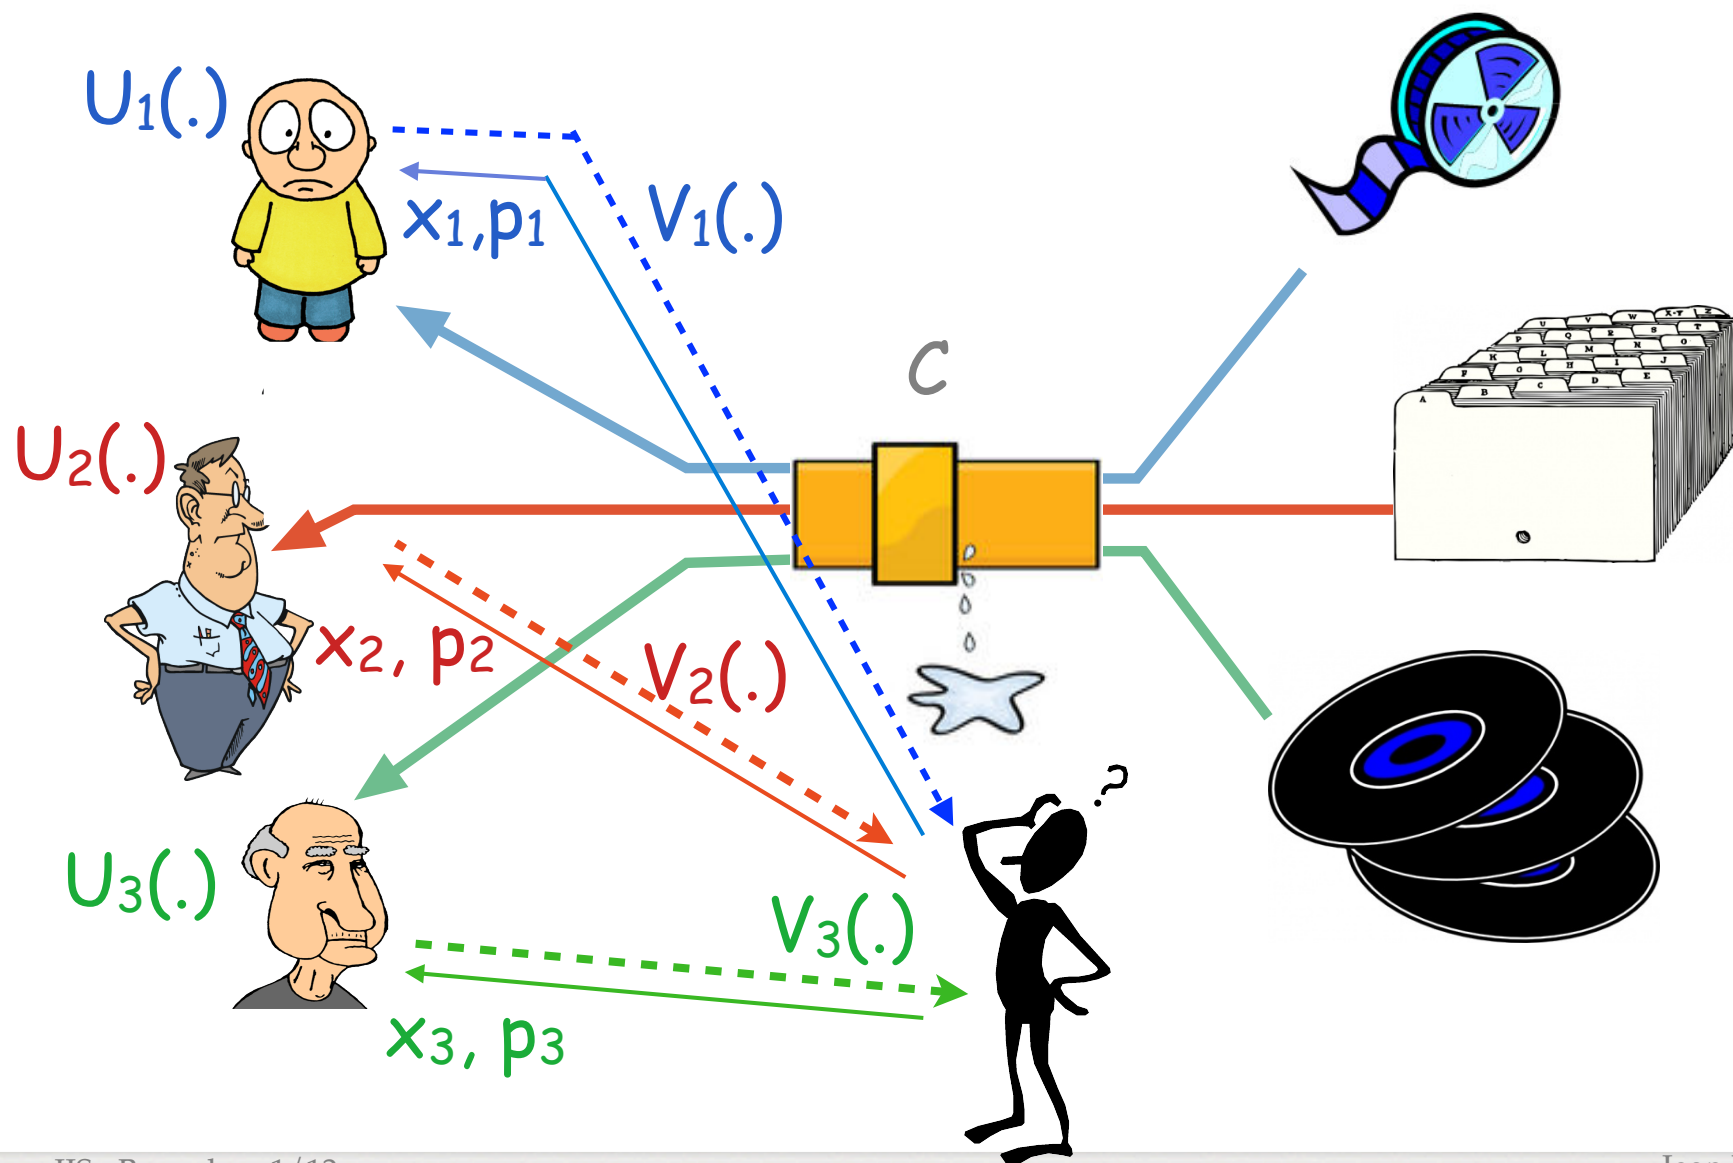 U1(.)
V1(.)
x1,p1
C
U2(.)
x2, p2
V2(.)
?
U3(.)
V3(.)
x3, p3
U V W X-Y Z
P Q R S T
K L M N O
F G H I J
A B C D E